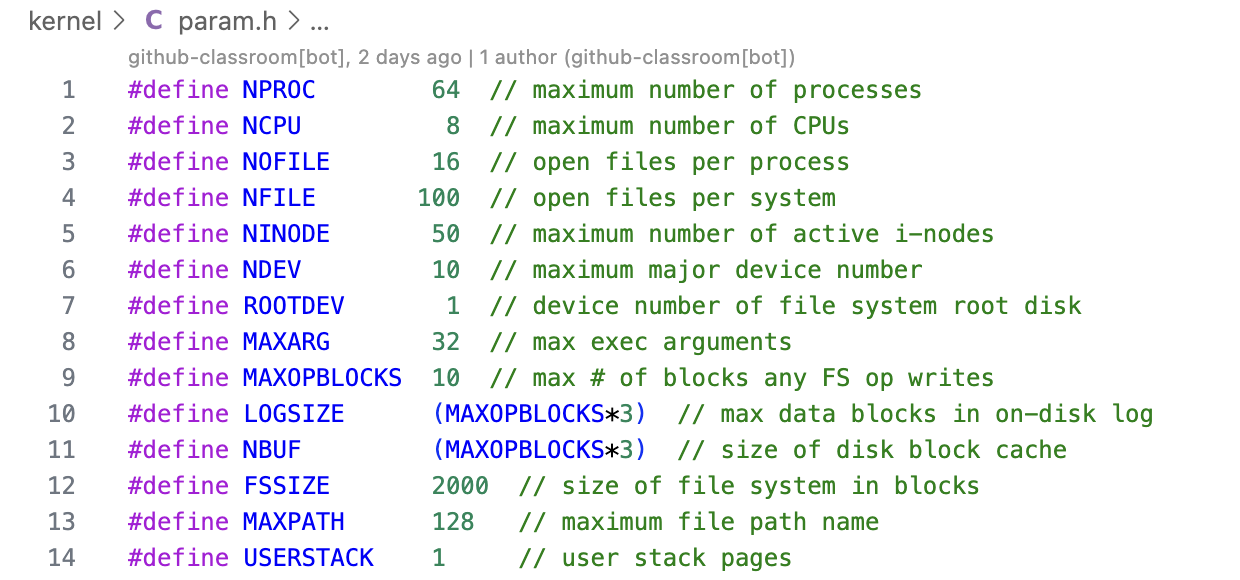 kernel > C param.h > ...
github-classroom[bot], 2 days ago | 1 author (github-classroom[bot])
1 #define NPROC        64  // maximum number of processes
2 #define NCPU          8  // maximum number of CPUs
3 #define NOFILE       16  // open files per process
4 #define NFILE       100  // open files per system
5 #define NINODE       50  // maximum number of active i-nodes
6 #define NDEV         10  // maximum major device number
7 #define ROOTDEV       1  // device number of file system root disk
8 #define MAXARG       32  // max exec arguments
9 #define MAXOPBLOCKS  10  // max # of blocks any FS op writes
10 #define LOGSIZE      (MAXOPBLOCKS*3)  // max data blocks in on-disk log
11 #define NBUF         (MAXOPBLOCKS*3)  // size of disk block cache
12 #define FSSIZE       2000  // size of file system in blocks
13 #define MAXPATH      128   // maximum file path name
14 #define USERSTACK    1     // user stack pages